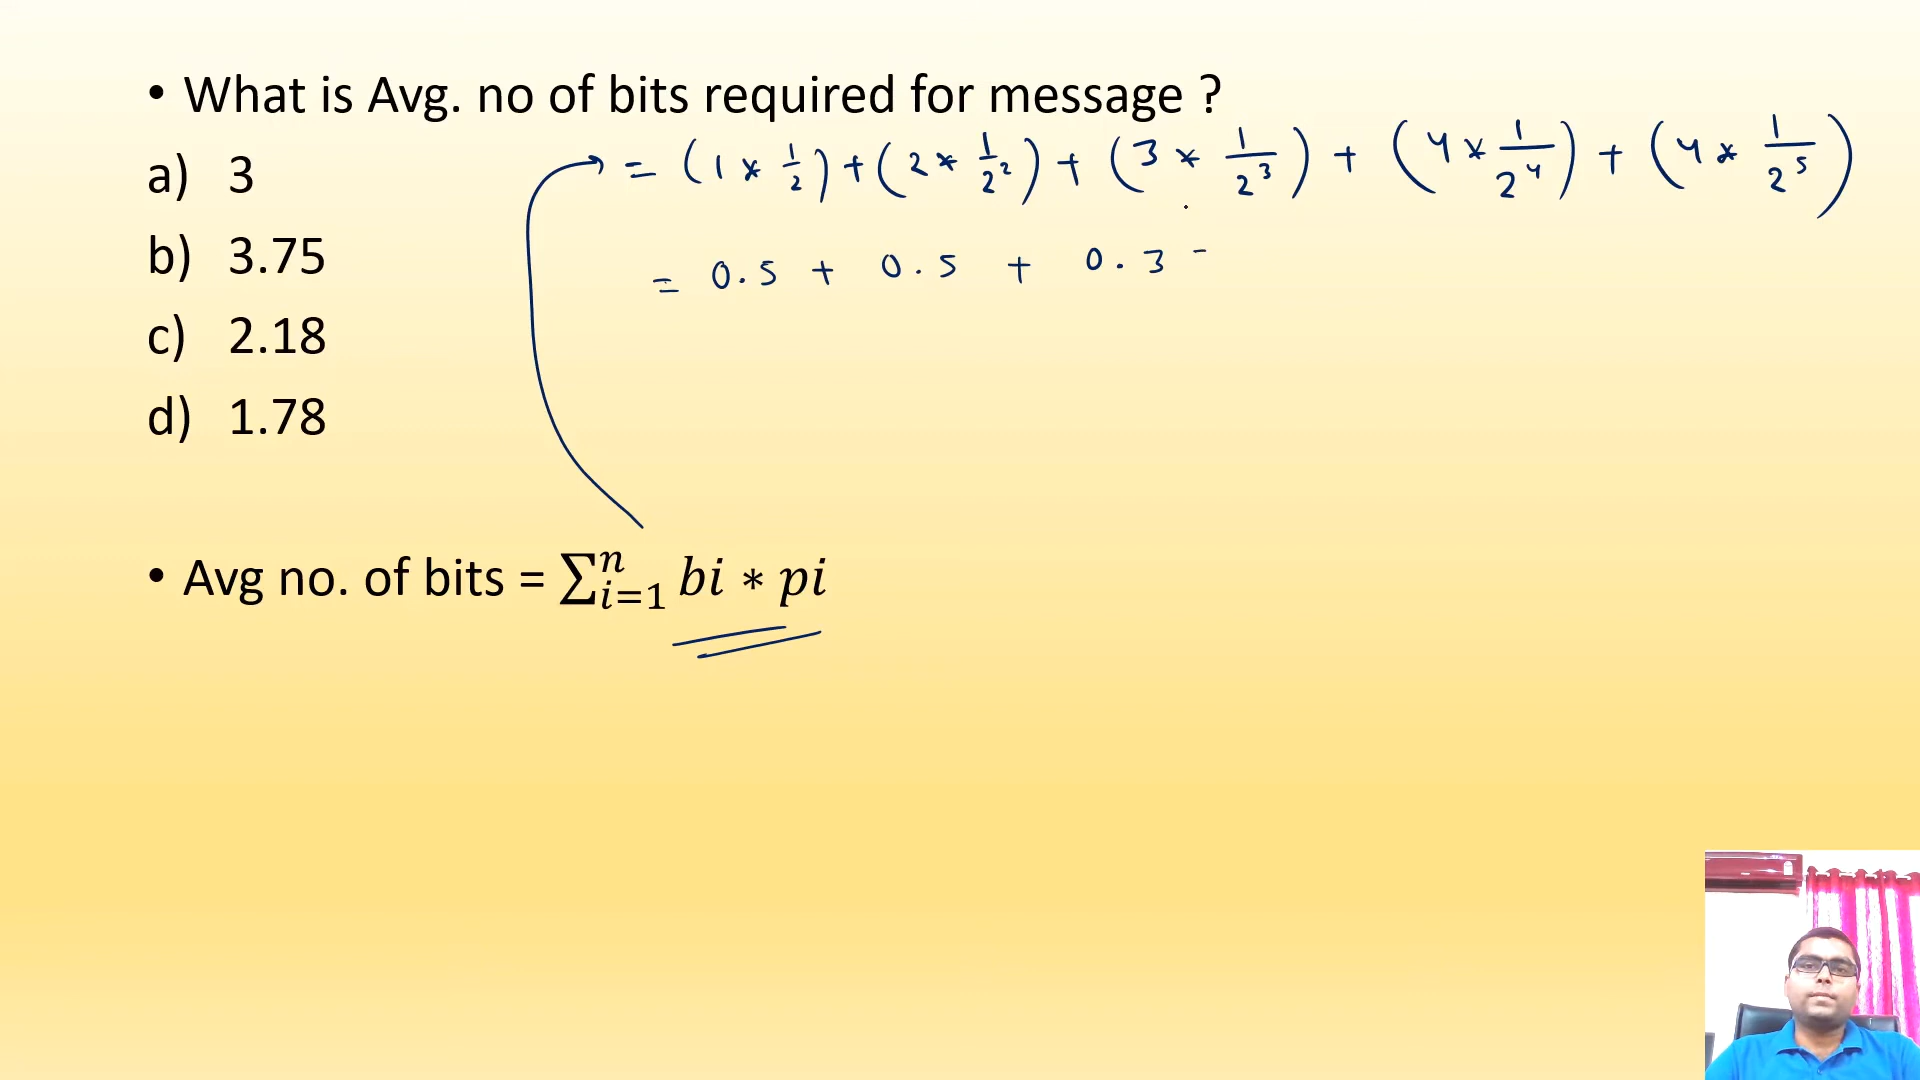 • What is Avg. no of bits required for message ?
= (1 * 1/2) + (2 * 1/2²) + (3 * 1/2³) + (4 * 1/2⁴) + (4 * 1/2⁵)
a) 3
= 0.5 + 0.5 + 0.3
b) 3.75
c) 2.18
d) 1.78
• Avg no. of bits = ∑ⁿᵢ₌₁ bi ∗ pi